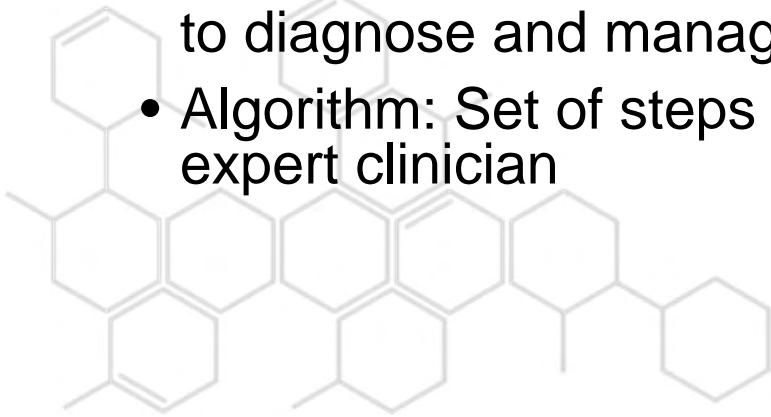 to diagnose and manag
• Algorithm: Set of steps
expert clinician